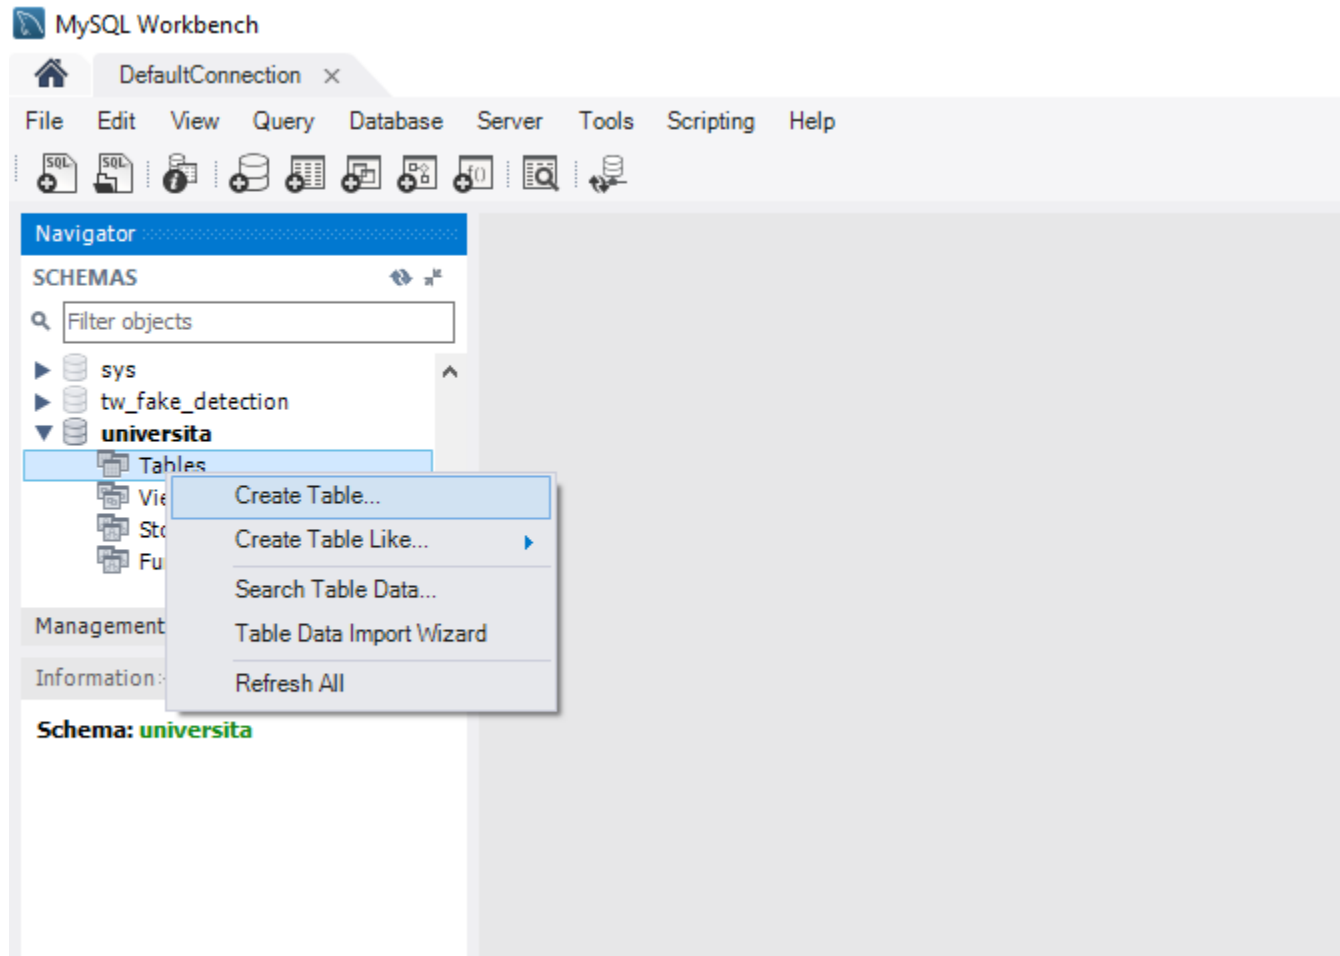 MySQL Workbench
DefaultConnection
File Edit View Query Database Server Tools Scripting Help
SQL SQL f()
Navigator
SCHEMAS
Filter objects
sys
tw_fake_detection
universita
Tables
Create Table...
Create Table Like...
Search Table Data...
Table Data Import Wizard
Refresh All
Management
Information
Schema: universita